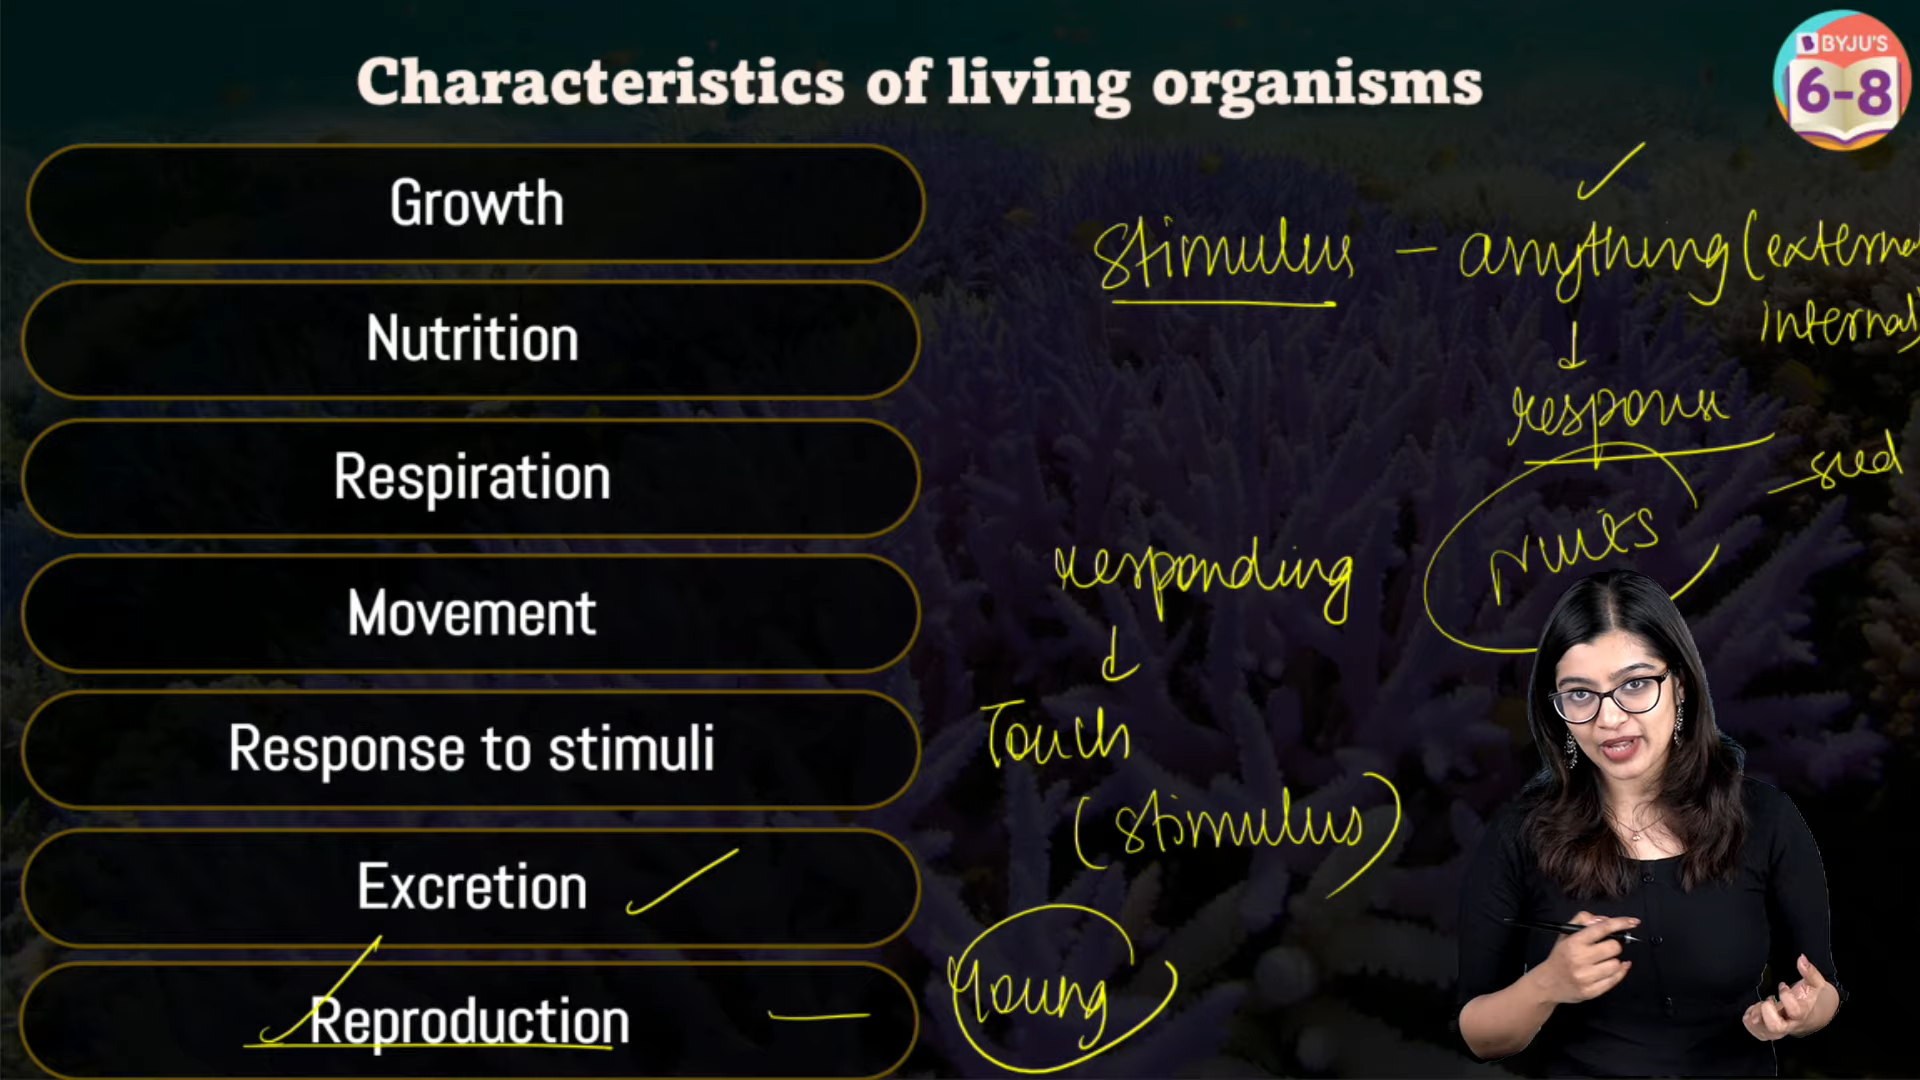 Characteristics of living organisms
BYJU'S
6-8
Growth
Nutrition
Respiration
Movement
Response to stimuli
Excretion
Reproduction
stimulus - anything (external
internal)
response
seed
responding
Touch
(stimulus)
Young